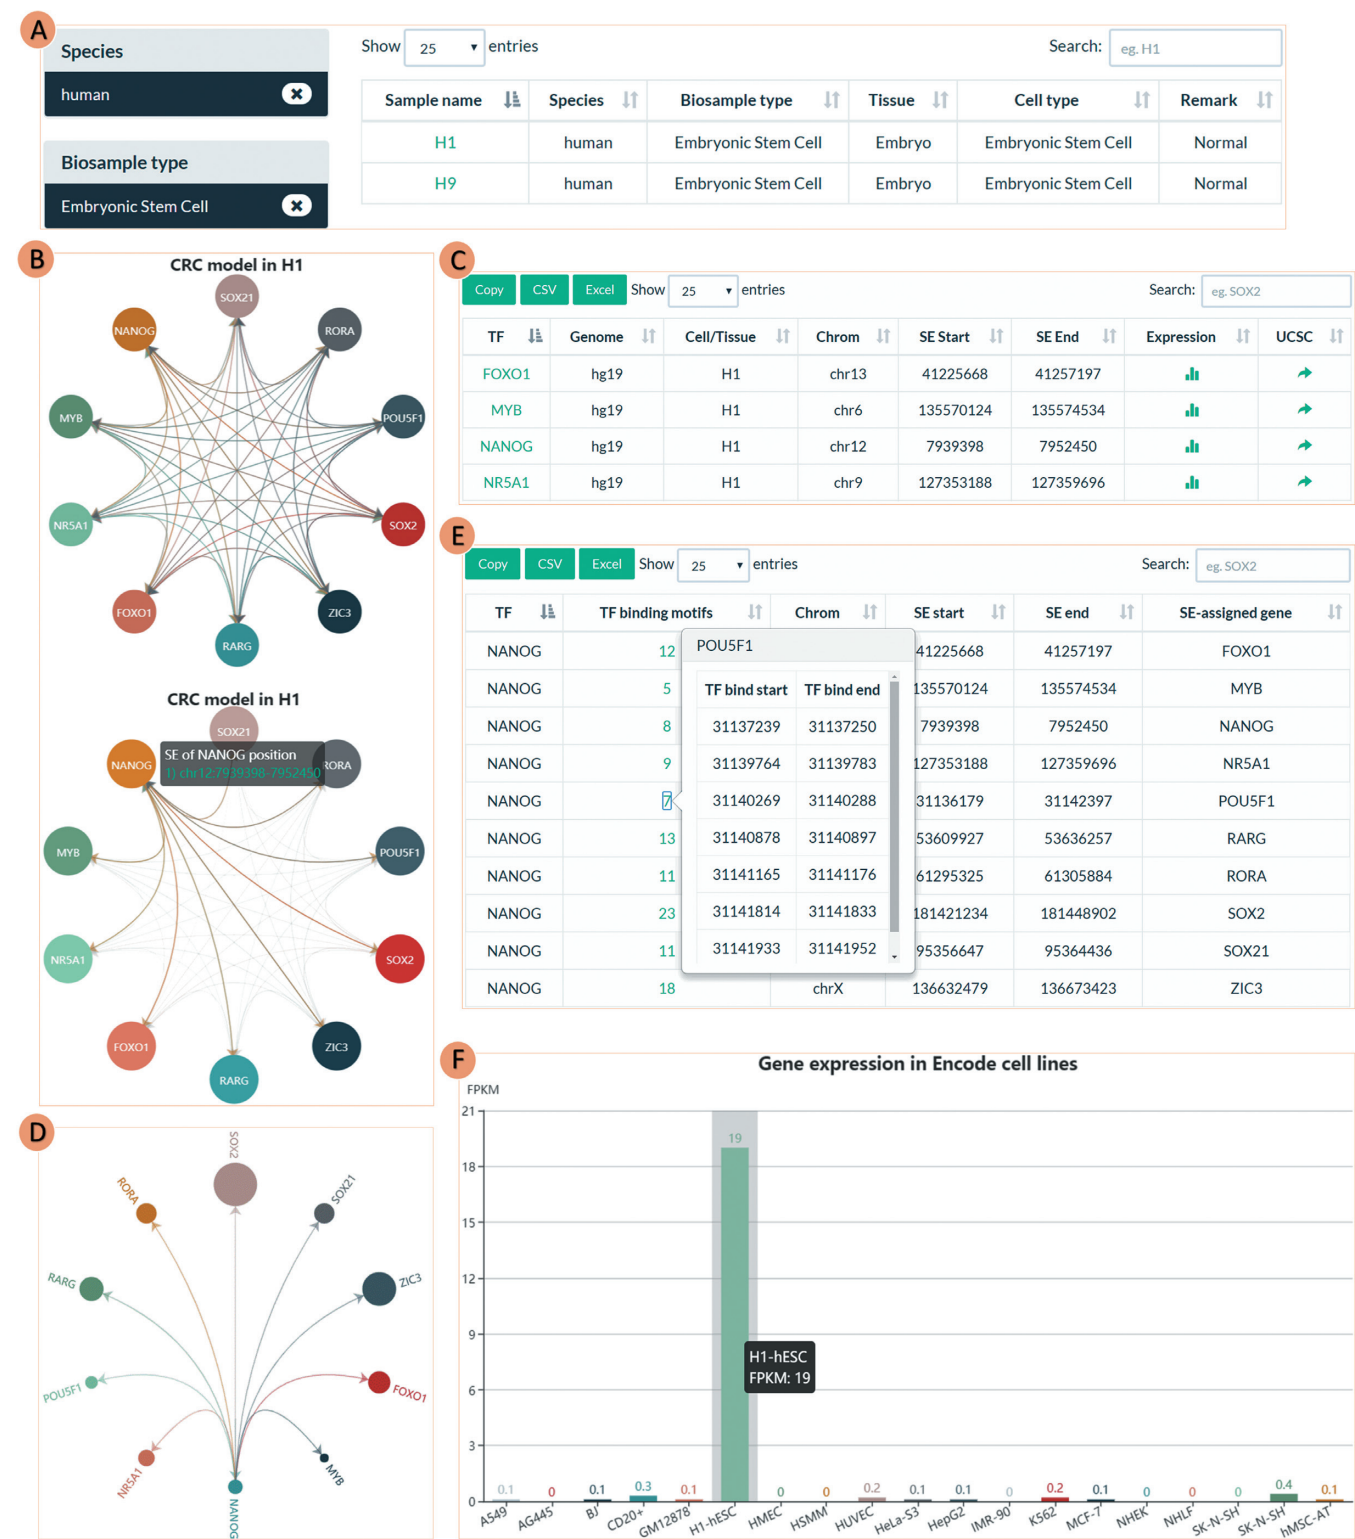 A
Species
human
Biosample type
Embryonic Stem Cell
Show 25 entries
Search: eg. H1
Sample name Species Biosample type Tissue Cell type Remark
H1 human Embryonic Stem Cell Embryo Embryonic Stem Cell Normal
H9 human Embryonic Stem Cell Embryo Embryonic Stem Cell Normal
B
CRC model in H1
SOX21
NANOG
RORA
MYB
POU5F1
NR5A1
SOX2
FOXO1
ZIC3
RARG
CRC model in H1
SOX21
SE of NANOG position
1) chr12:7939398-7952450
NANOG
RORA
MYB
POU5F1
NR5A1
SOX2
FOXO1
ZIC3
RARG
C
Copy CSV Excel Show 25 entries
Search: eg. SOX2
TF Genome Cell/Tissue Chrom SE Start SE End Expression UCSC
FOXO1 hg19 H1 chr13 41225668 41257197
MYB hg19 H1 chr6 135570124 135574534
NANOG hg19 H1 chr12 7939398 7952450
NR5A1 hg19 H1 chr9 127353188 127359696
D
SOX2
RORA
SOX21
RARG
ZIC3
POU5F1
FOXO1
NR5A1
MYB
NANOG
E
Copy CSV Excel Show 25 entries
Search: eg. SOX2
TF TF binding motifs Chrom SE start SE end SE-assigned gene
NANOG 12 41225668 41257197 FOXO1
NANOG 5 135570124 135574534 MYB
NANOG 8 7939398 7952450 NANOG
NANOG 9 127353188 127359696 NR5A1
NANOG 7 31136179 31142397 POU5F1
NANOG 13 53609927 53636257 RARG
NANOG 11 61295325 61305884 RORA
NANOG 23 181421234 181448902 SOX2
NANOG 11 95356647 95364436 SOX21
NANOG 18 chrX 136632479 136673423 ZIC3
POU5F1
TF bind start TF bind end
31137239 31137250
31139764 31139783
31140269 31140288
31140878 31140897
31141165 31141176
31141814 31141833
31141933 31141952
F
Gene expression in Encode cell lines
FPKM
21
18
15
12
9
6
3
0
0.1 0 0.1 0.3 0.1 19 0 0 0.2 0.1 0.1 0 0.2 0.1 0 0 0 0.4 0.1
H1-hESC
FPKM: 19
A549 AG445 BJ CD20+ GM12878 H1-hESC HMEC HSMM HUVEC HeLa-S3 HepG2 IMR-90 K562 MCF-7 NHEK NHLF SK-N-SH SK-N-SH hMSC-AT